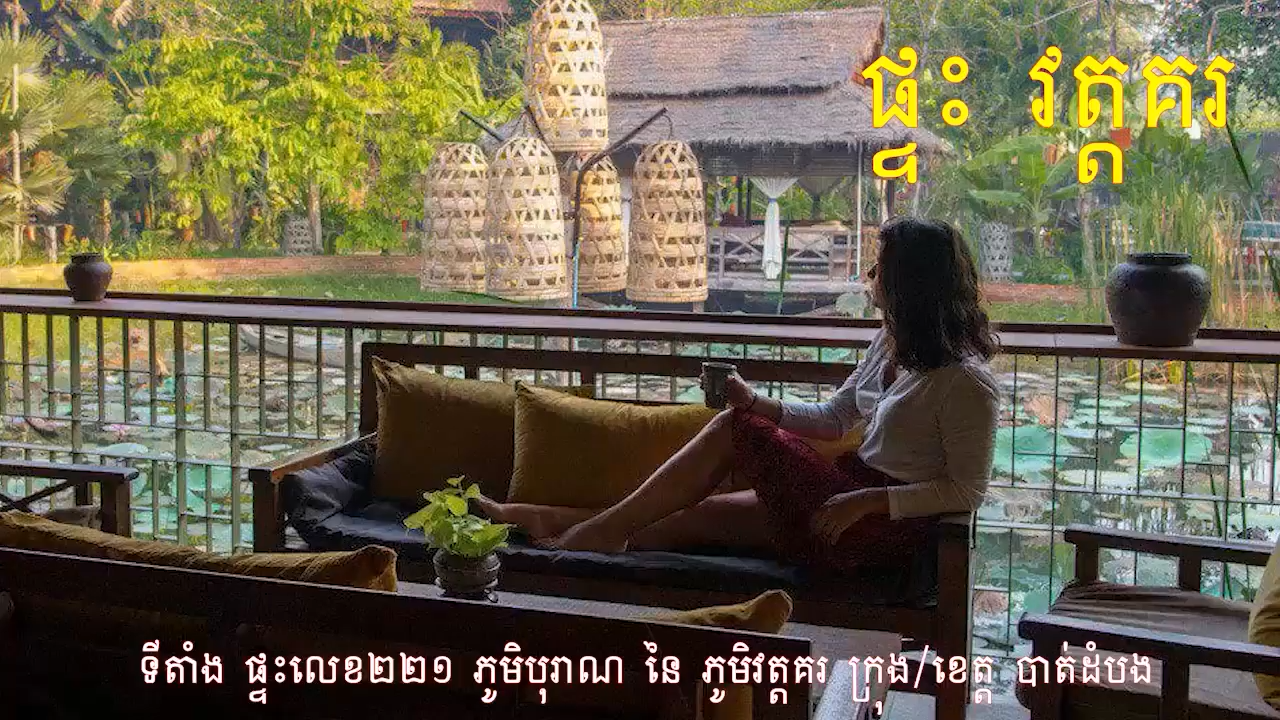 ផ្ទះ វត្តគរ
ទីតាំង ផ្ទះលេខ២២១ ភូមិបុរាណ នៃ ភូមិវត្តគរ ក្រុង/ខេត្ត បាត់ដំបង